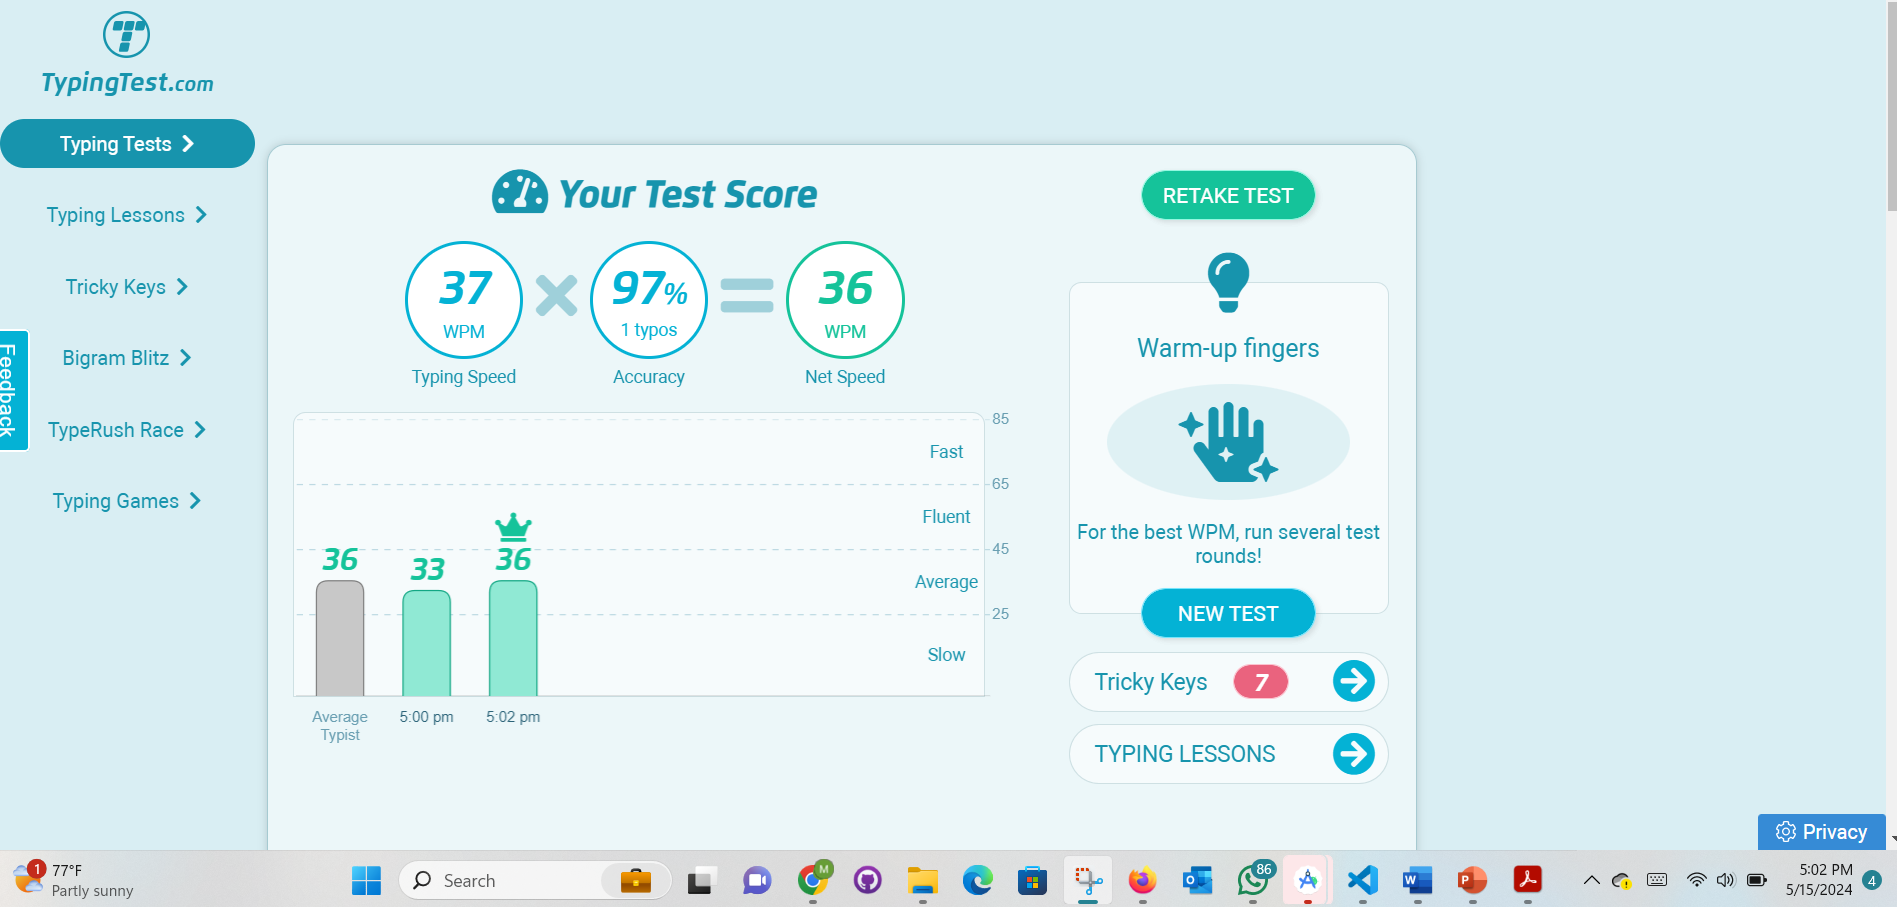 TypingTest.com
Typing Tests
Typing Lessons
Tricky Keys
Bigram Blitz
TypeRush Race
Typing Games
Feedback
Your Test Score
37
WPM
Typing Speed
97%
1 typos
Accuracy
36
WPM
Net Speed
85
Fast
65
Fluent
45
Average
25
Slow
36
33
36
Average
Typist
5:00 pm
5:02 pm
RETAKE TEST
Warm-up fingers
For the best WPM, run several test
rounds!
NEW TEST
Tricky Keys 7
TYPING LESSONS
Privacy
1
77°F
Partly sunny
Search
M
86
W
P
5:02 PM
5/15/2024
4